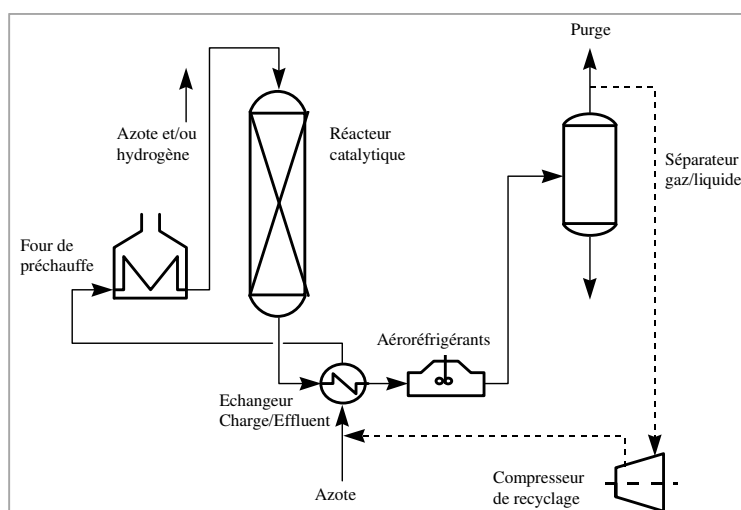 Purge
Azote et/ou
hydrogène
Réacteur
catalytique
Séparateur
gaz/liquide
Four de
préchauffe
Aéroréfrigérants
Echangeur
Charge/Effluent
Azote
Compresseur
de recyclage